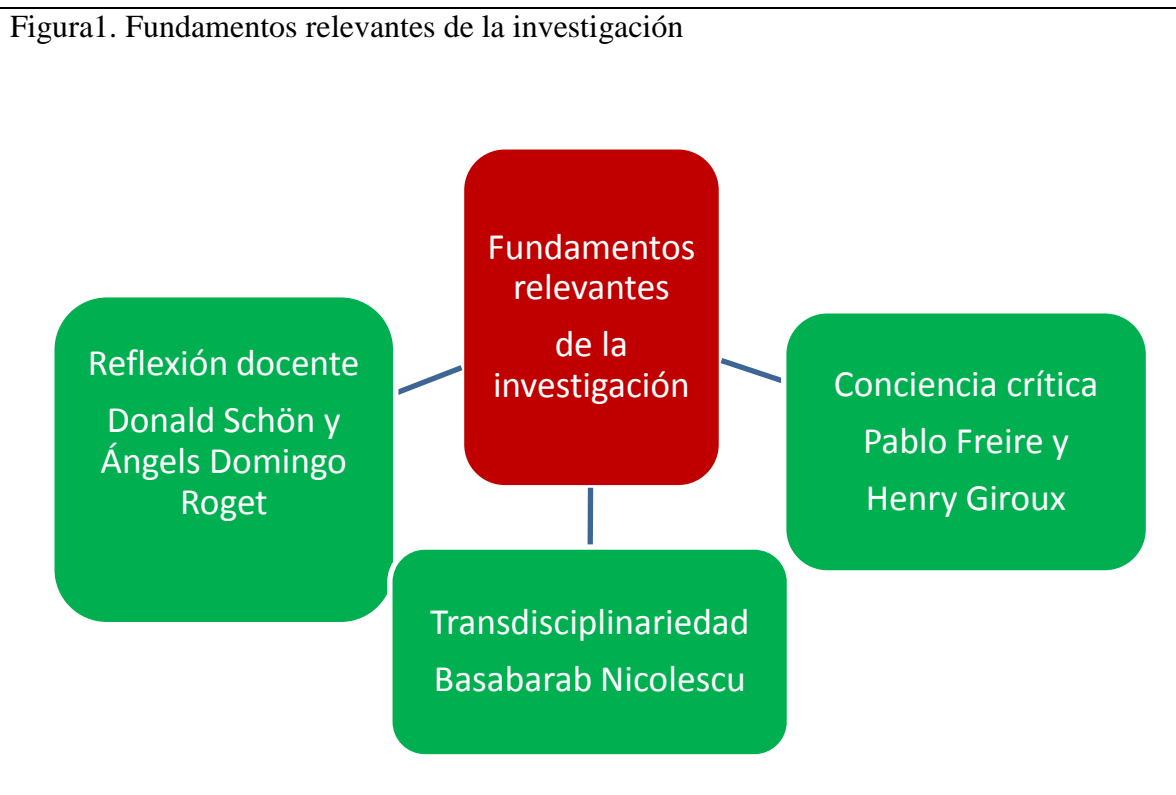 Figura1. Fundamentos relevantes de la investigación
Fundamentos
relevantes
de la
investigación
Reflexión docente
Donald Schön y
Ángels Domingo
Roget
Conciencia crítica
Pablo Freire y
Henry Giroux
Transdisciplinariedad
Basabarab Nicolescu